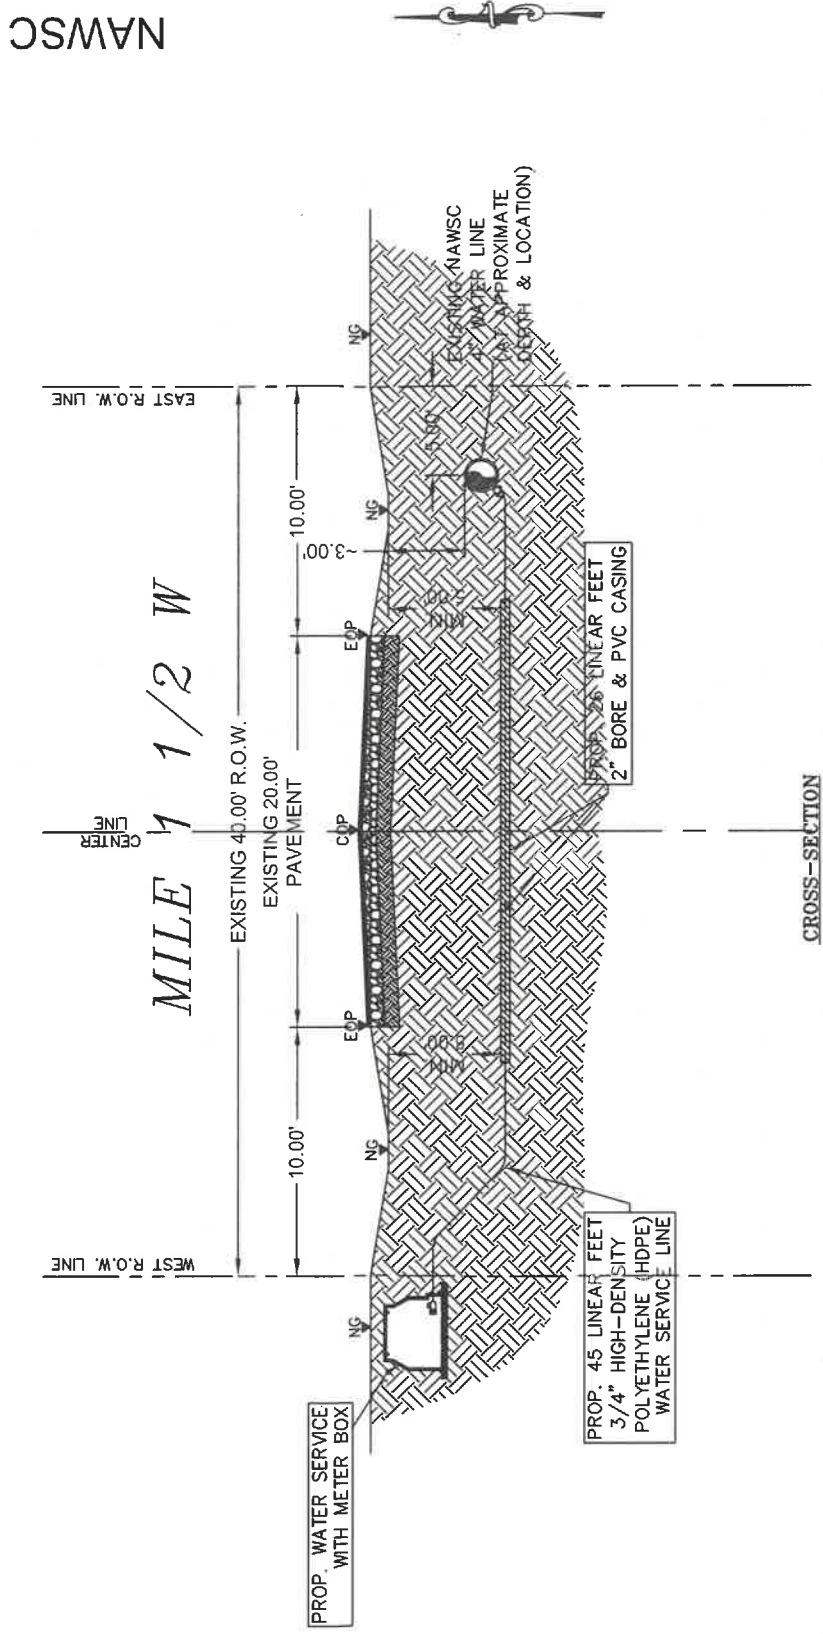 NAWSC
MILE 1 1/2 W
CENTER
LINE
WEST R.O.W. LINE
EAST R.O.W. LINE
EXISTING 40.00' R.O.W.
EXISTING 20.00'
PAVEMENT
10.00'
10.00'
NG
NG
EOP
COP
EOP
NG
NG
~3.00'
5.00'
MIN
MIN
5.00'
PROP. WATER SERVICE
WITH METER BOX
EXISTING NAWSC
4" WATER LINE
(AT APPROXIMATE
DEPTH & LOCATION)
PROP. 45 LINEAR FEET
3/4" HIGH-DENSITY
POLYETHYLENE (HDPE)
WATER SERVICE LINE
PROP. 26 LINEAR FEET
2" BORE & PVC CASING
CROSS-SECTION